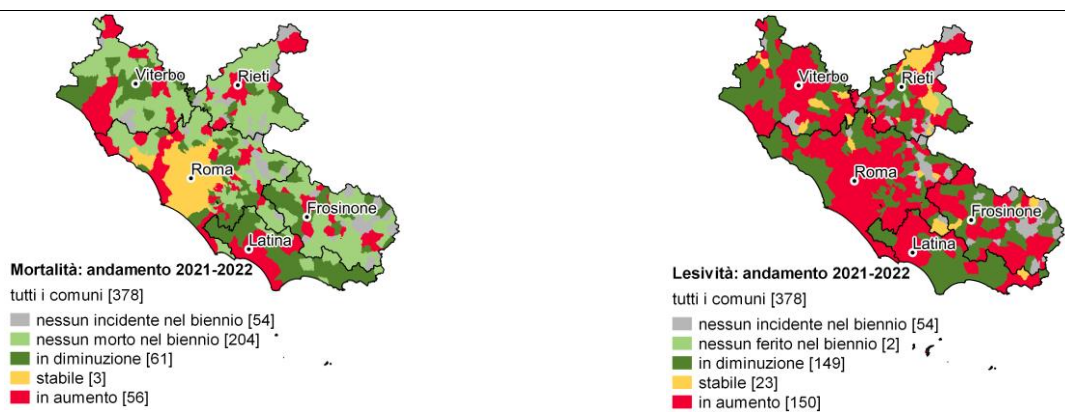 Viterbo
Rieti
Roma
Frosinone
Latina
Mortalità: andamento 2021-2022
tutti i comuni [378]
nessun incidente nel biennio [54]
nessun morto nel biennio [204]
in diminuzione [61]
stabile [3]
in aumento [56]
Viterbo
Rieti
Roma
Frosinone
Latina
Lesività: andamento 2021-2022
tutti i comuni [378]
nessun incidente nel biennio [54]
nessun ferito nel biennio [2]
in diminuzione [149]
stabile [23]
in aumento [150]